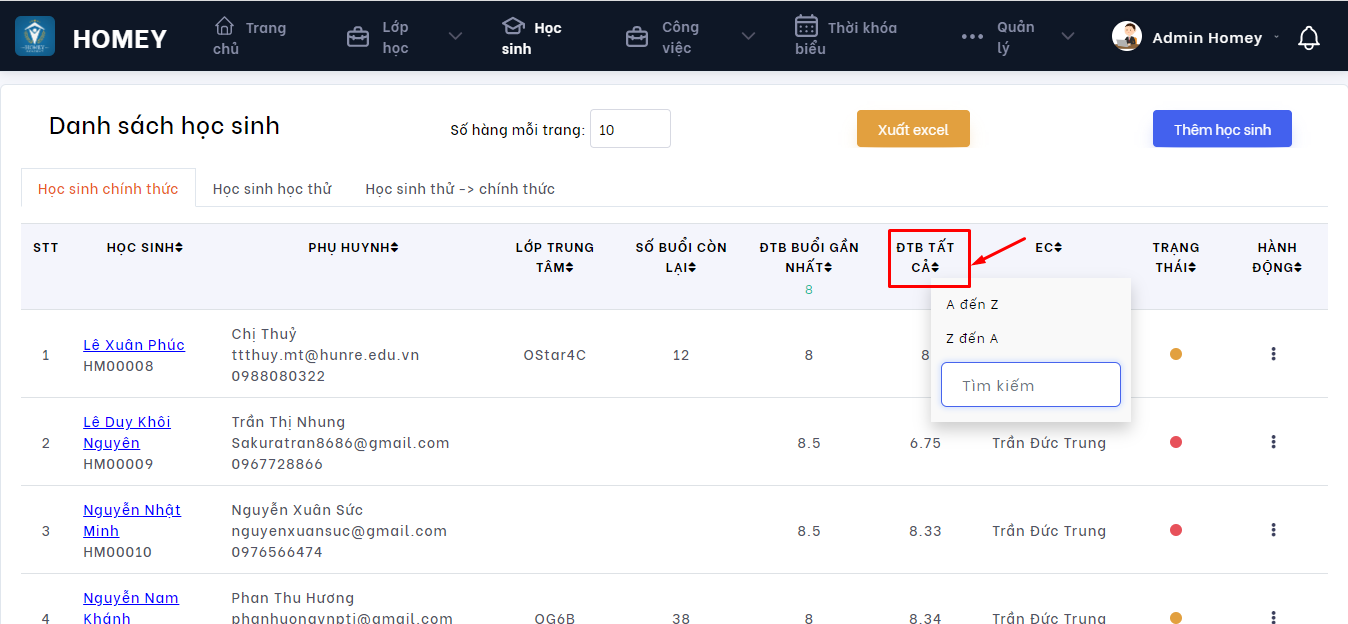 HOMEY
Trang
chủ
Lớp
học
Học
sinh
Công
việc
Thời khóa
biểu
Quản
lý
Admin Homey
Danh sách học sinh
Số hàng mỗi trang: 10
Xuất excel
Thêm học sinh
Học sinh chính thức
Học sinh học thử
Học sinh thử -> chính thức
STT
HỌC SINH
PHỤ HUYNH
LỚP TRUNG
TÂM
SỐ BUỔI CÒN
LẠI
ĐTB BUỔI GẦN
NHẤT
8
ĐTB TẤT
CẢ
EC
TRẠNG
THÁI
HÀNH
ĐỘNG
A đến Z
Z đến A
Tìm kiếm
1
Lê Xuân Phúc
HM00008
Chị Thuỷ
ttthuy.mt@hunre.edu.vn
0988080322
OStar4C
12
8
8
2
Lê Duy Khôi
Nguyên
HM00009
Trần Thị Nhung
Sakuratran8686@gmail.com
0967728866
8.5
6.75
Trần Đức Trung
3
Nguyễn Nhật
Minh
HM00010
Nguyễn Xuân Sức
nguyenxuansuc@gmail.com
0976566474
8.5
8.33
Trần Đức Trung
4
Nguyễn Nam
Khánh
Phan Thu Hương
phanhuongvnpti@gmail.com
OG6B
38
8
8.34
Trần Đức Trung